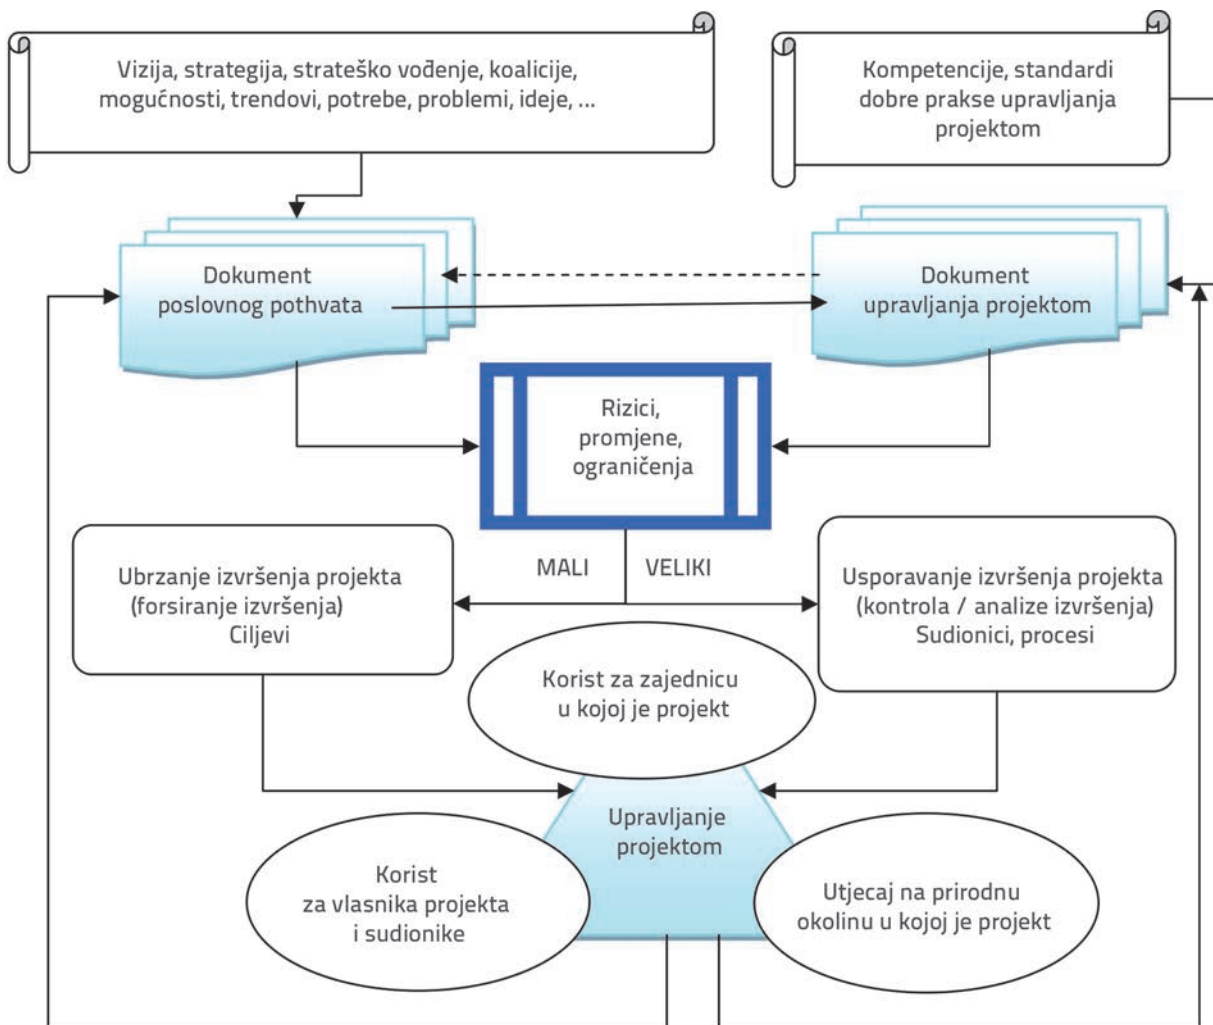 Vizija, strategija, strateško vođenje, koalicije,
mogućnosti, trendovi, potrebe, problemi, ideje, ...
Kompetencije, standardi
dobre prakse upravljanja
projektom
Dokument
poslovnog pothvata
Dokument
upravljanja projektom
Rizici,
promjene,
ograničenja
MALI
VELIKI
Ubrzanje izvršenja projekta
(forsiranje izvršenja)
Ciljevi
Usporavanje izvršenja projekta
(kontrola / analize izvršenja)
Sudionici, procesi
Korist za zajednicu
u kojoj je projekt
Upravljanje
projektom
Korist
za vlasnika projekta
i sudionike
Utjecaj na prirodnu
okolinu u kojoj je projekt